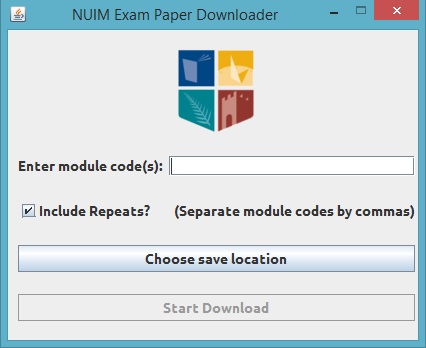 NUIM Exam Paper Downloader
Enter module code(s):
Include Repeats? (Separate module codes by commas)
Choose save location
Start Download